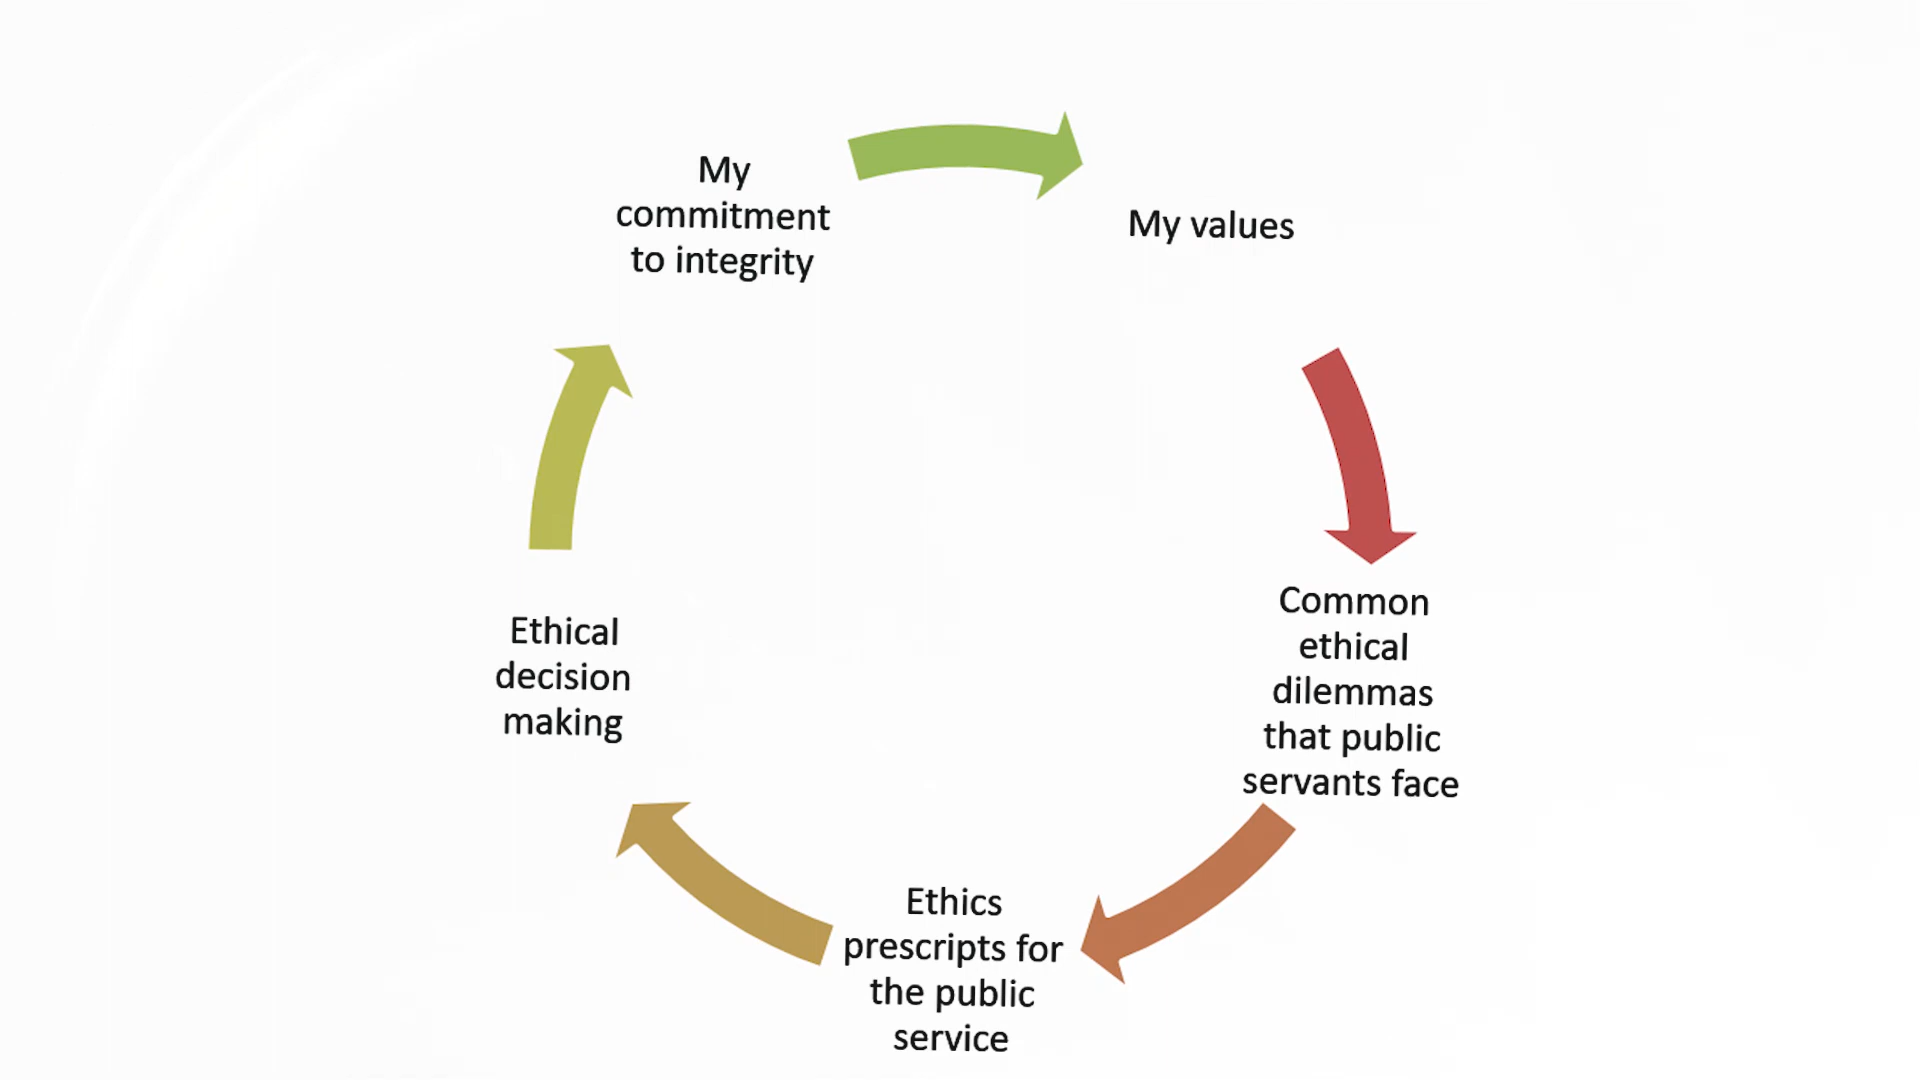 My
commitment
to integrity
My values
Common
ethical
dilemmas
that public
servants face
Ethics
prescripts for
the public
service
Ethical
decision
making